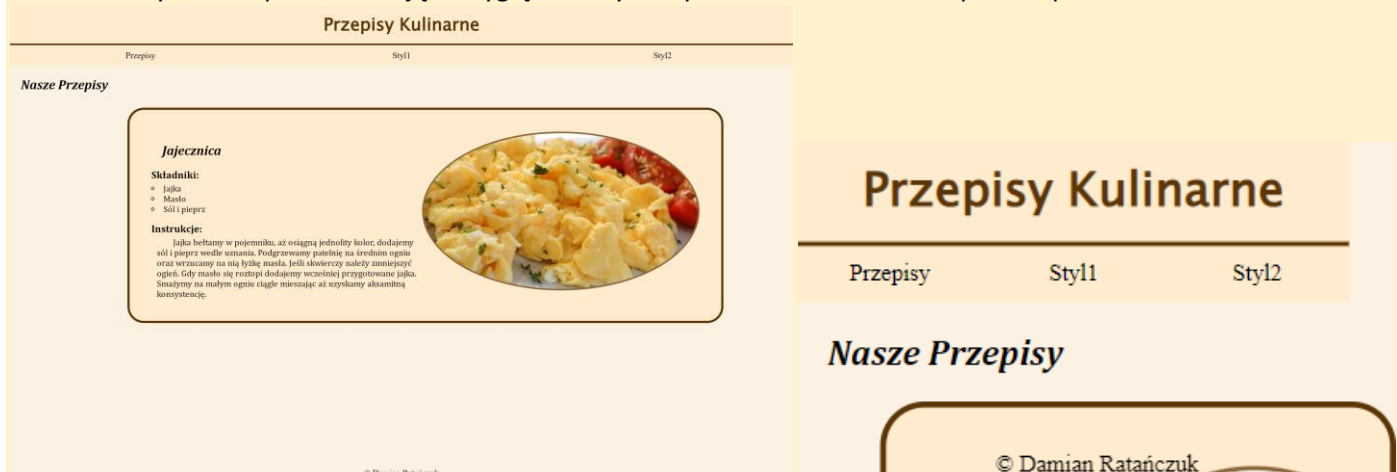 Przepisy Kulinarne
Przepisy Styl1 Styl2
Nasze Przepisy
Jajecznica
Składniki:
Jajka
Masło
Sól i pieprz
Instrukcje:
Jajka bełtamy w pojemniku, aż osiągną jednolity kolor, dodajemy
sól i pieprz wedle uznania. Podgrzewamy patelnię na średnim ogniu
oraz wrzucamy na nią łyżkę masła. Jeśli skwierczy należy zmniejszyć
ogień. Gdy masło się roztopi dodajemy wcześniej przygotowane jajka.
Smażymy na małym ogniu ciągle mieszając aż uzyskamy aksamitną
konsystencję.
Przepisy Kulinarne
Przepisy Styl1 Styl2
Nasze Przepisy
© Damian Ratańczuk